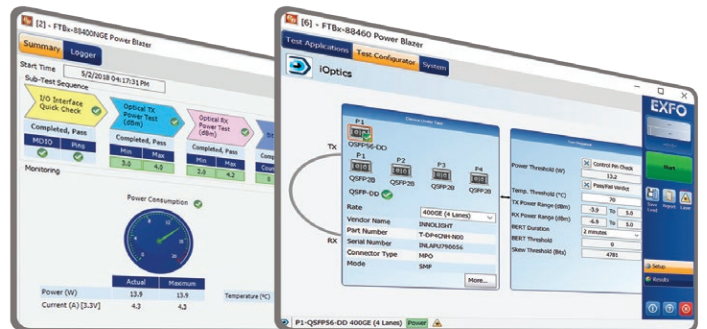 [2] - FTBx-88400NGE Power Blazer
Summary Logger
Start Time 5/2/2018 04:17:31 PM
Sub-Test Sequence
I/O Interface Quick Check
Optical TX Power Test (dBm)
Optical RX Power Test (dBm)
Completed, Pass
Completed, Pass
Completed, Pass
MDIO Pins
Min Max
3.0 4.0
Min Max
3.0 4.2
Monitoring
Power Consumption
Actual Maximum
Power (W) 13.9 13.9
Current (A) [3.3V] 4.3 4.3
Temperature (°C)
[6] - FTBx-88460 Power Blazer
Test Applications Test Configurator System
iOptics
EXFO
TX
RX
P1
QSFP56-DD
P1 P2 P3 P4
QSFP28 QSFP28 QSFP28 QSFP28
QSFP-DD
Rate 400GE (4 Lanes)
Vendor Name INNOLIGHT
Part Number T-DP4CNH-N00
Serial Number INLAPU790056
Connector Type MPO
Mode SMF
More...
Control Pin Check
Power Threshold (W) 13.2
Pass/Fail Verdict
Temp. Threshold (°C) 70
TX Power Range (dBm) -3.9 To 5.0
RX Power Range (dBm) -6.9 To 5.0
BERT Duration 2 minutes
BERT Threshold 0
Skew Threshold (Bits) 4781
Start
Save Load
Report
Laser
Setup
Results
P1-QSFP56-DD 400GE (4 Lanes) Power